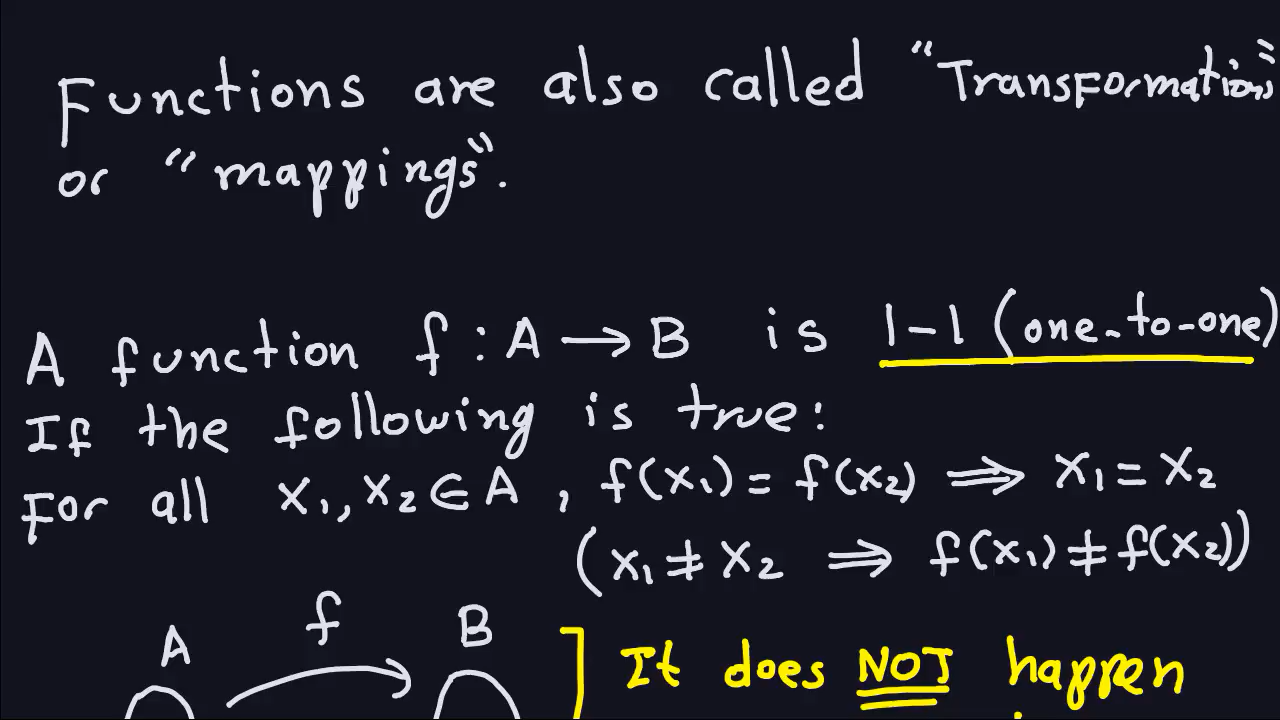 Functions are also called "Transformations"
or "mappings".
A function f : A → B is 1-1 (one-to-one)
If the following is true:
For all x₁, x₂ ∈ A, f(x₁) = f(x₂) ⇒ x₁ = x₂
(x₁ ≠ x₂ ⇒ f(x₁) ≠ f(x₂))
A f B
It does NOT happen